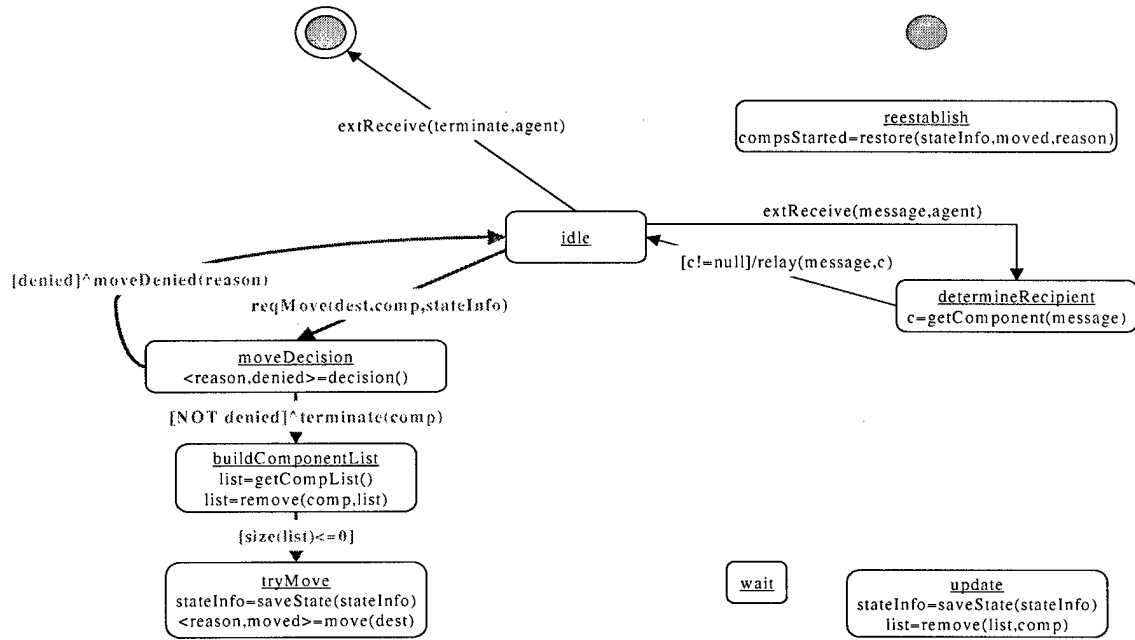 extReceive(terminate,agent)
reestablish
compsStarted=restore(stateInfo,moved,reason)
idle
extReceive(message,agent)
[c!=null]/relay(message,c)
[denied]^moveDenied(reason)
reqMove(dest,comp,stateInfo)
determineRecipient
c=getComponent(message)
moveDecision
<reason,denied>=decision()
[NOT denied]^terminate(comp)
buildComponentList
list=getCompList()
list=remove(comp,list)
[size(list)<=0]
tryMove
stateInfo=saveState(stateInfo)
<reason,moved>=move(dest)
wait
update
stateInfo=saveState(stateInfo)
list=remove(list,comp)